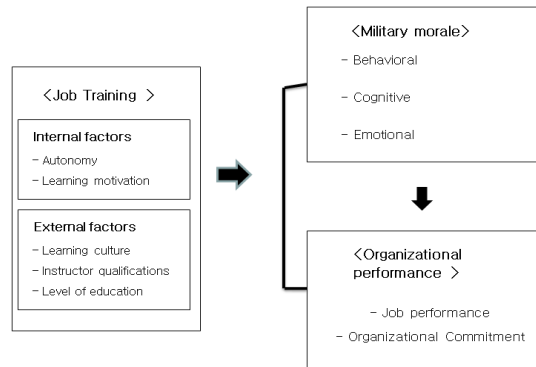 <Job Training >
Internal factors
- Autonomy
- Learning motivation
External factors
- Learning culture
- Instructor qualifications
- Level of education
<Military morale>
- Behavioral
- Cognitive
- Emotional
<Organizational
performance >
- Job performance
- Organizational Commitment